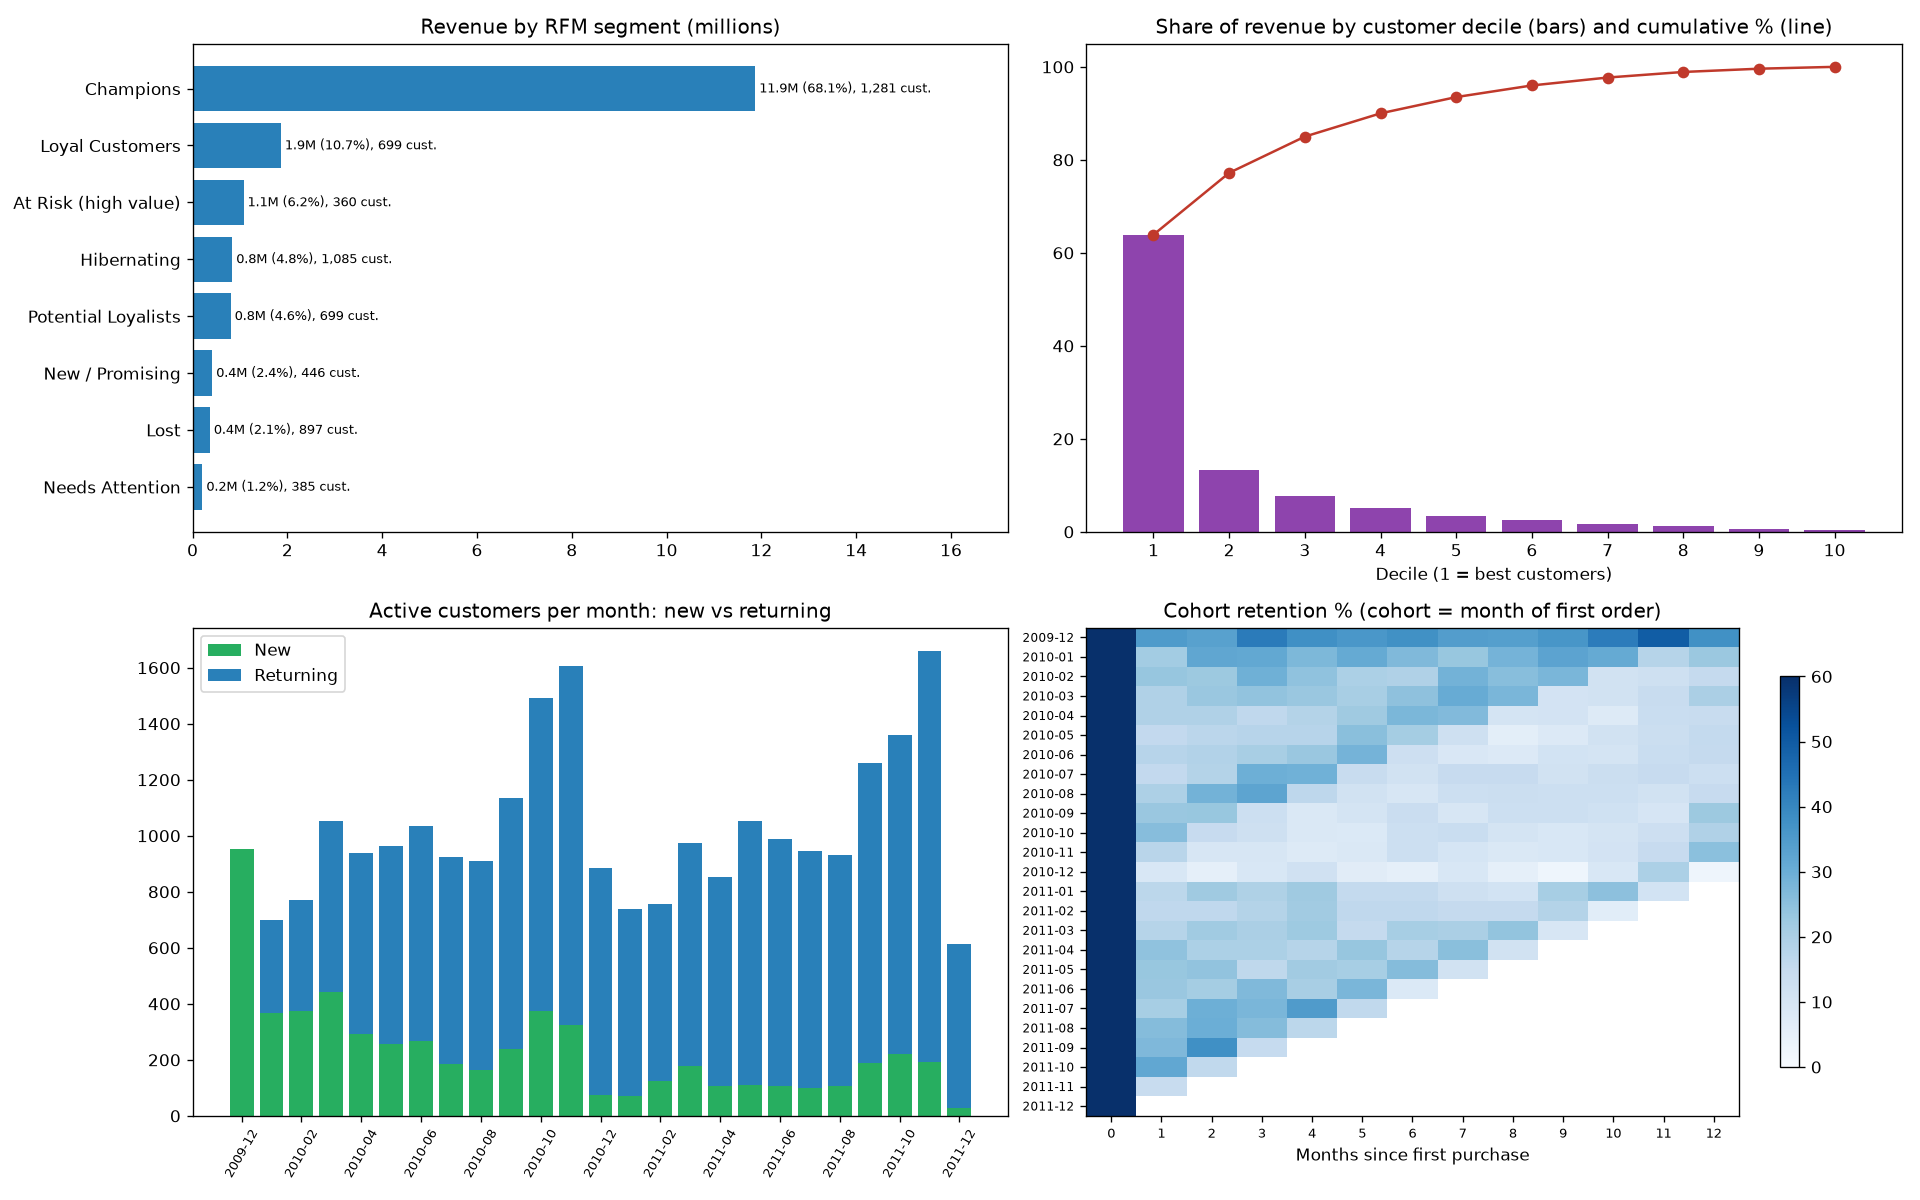 Revenue by RFM segment (millions)
Champions
11.9M (68.1%), 1,281 cust.
Loyal Customers
1.9M (10.7%), 699 cust.
At Risk (high value)
1.1M (6.2%), 360 cust.
Hibernating
0.8M (4.8%), 1,085 cust.
Potential Loyalists
0.8M (4.6%), 699 cust.
New / Promising
0.4M (2.4%), 446 cust.
Lost
0.4M (2.1%), 897 cust.
Needs Attention
0.2M (1.2%), 385 cust.
0 2 4 6 8 10 12 14 16
Share of revenue by customer decile (bars) and cumulative % (line)
100
80
60
40
20
0
1 2 3 4 5 6 7 8 9 10
Decile (1 = best customers)
Active customers per month: new vs returning
New
Returning
1600
1400
1200
1000
800
600
400
200
0
2009-12 2010-02 2010-04 2010-06 2010-08 2010-10 2010-12 2011-02 2011-04 2011-06 2011-08 2011-10 2011-12
Cohort retention % (cohort = month of first order)
2009-12
2010-01
2010-02
2010-03
2010-04
2010-05
2010-06
2010-07
2010-08
2010-09
2010-10
2010-11
2010-12
2011-01
2011-02
2011-03
2011-04
2011-05
2011-06
2011-07
2011-08
2011-09
2011-10
2011-11
2011-12
0 1 2 3 4 5 6 7 8 9 10 11 12
Months since first purchase
60
50
40
30
20
10
0